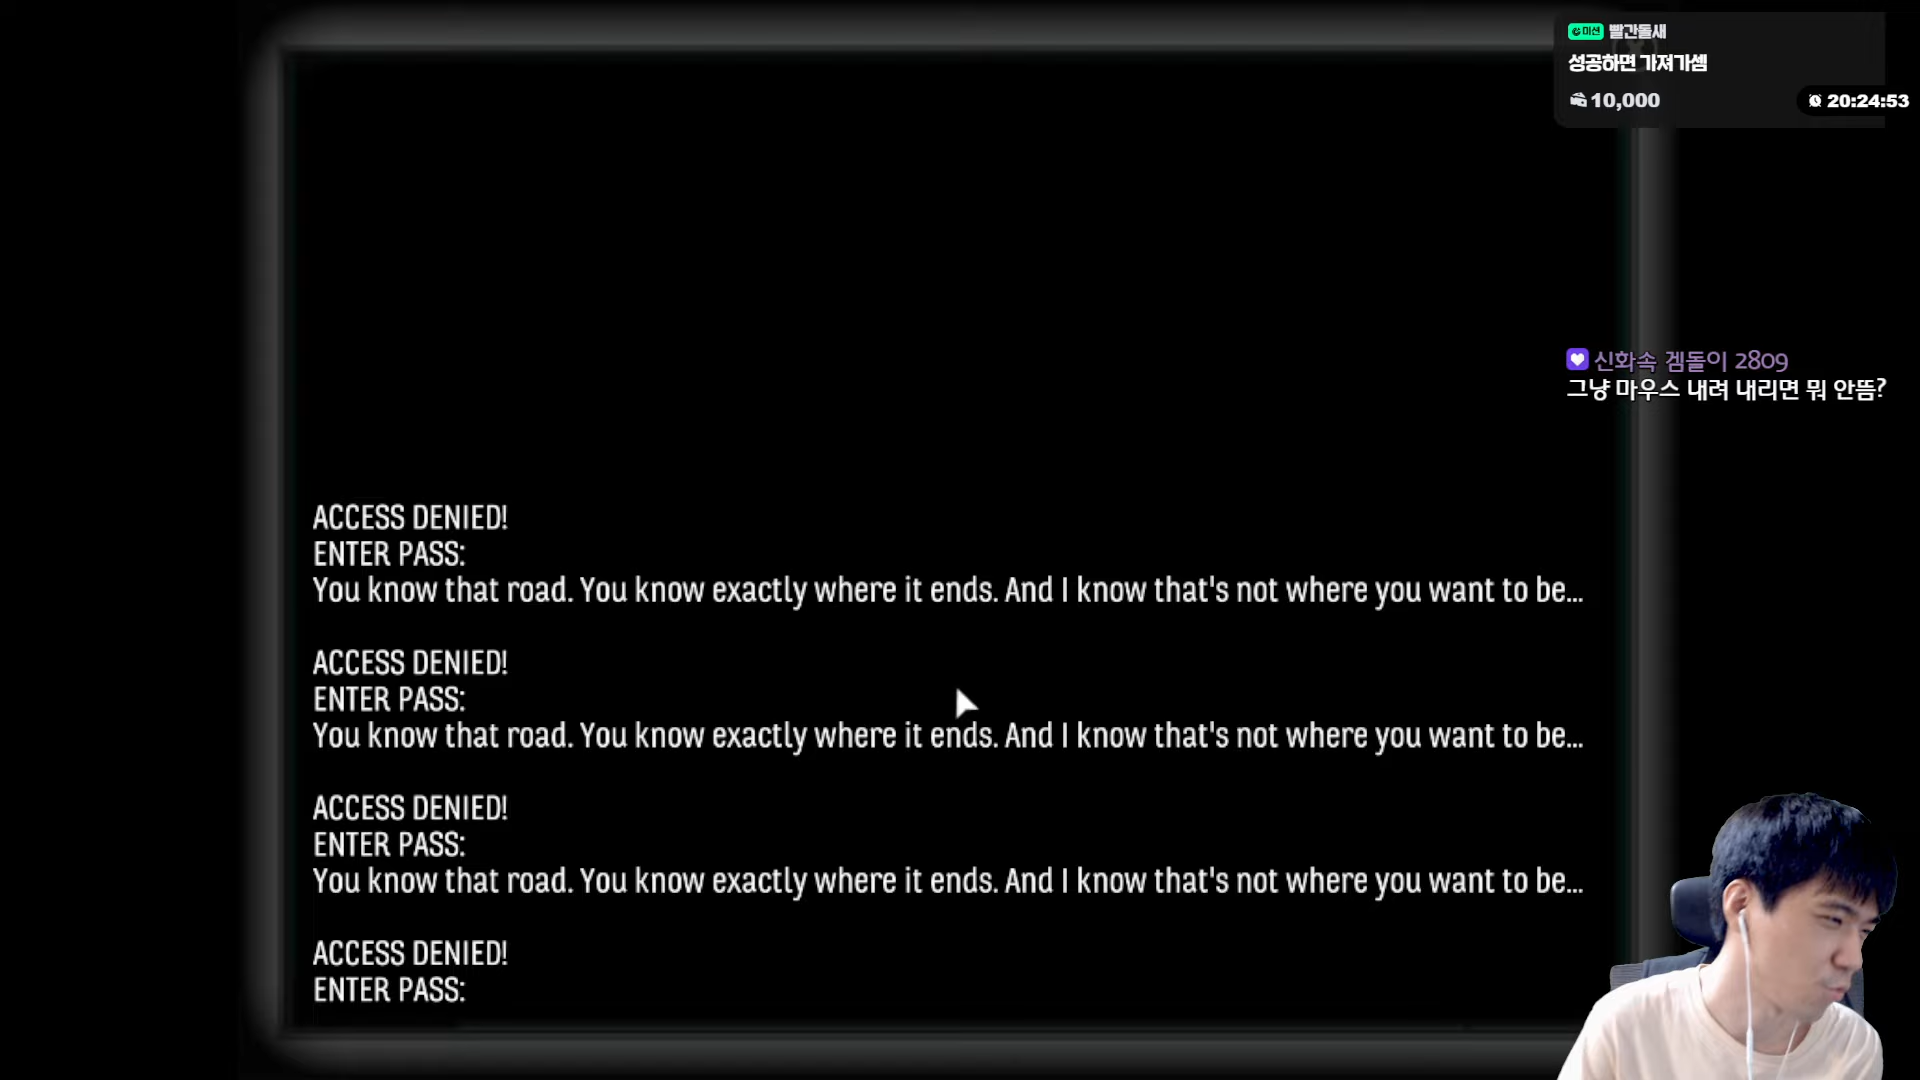 미션 빨간돌새
성공하면 가져가셈
10,000
20:24:53
신화속 겜돌이 2809
그냥 마우스 내려 내리면 뭐 안뜸?
ACCESS DENIED!
ENTER PASS:
You know that road. You know exactly where it ends. And I know that's not where you want to be...
ACCESS DENIED!
ENTER PASS:
You know that road. You know exactly where it ends. And I know that's not where you want to be...
ACCESS DENIED!
ENTER PASS:
You know that road. You know exactly where it ends. And I know that's not where you want to be...
ACCESS DENIED!
ENTER PASS: